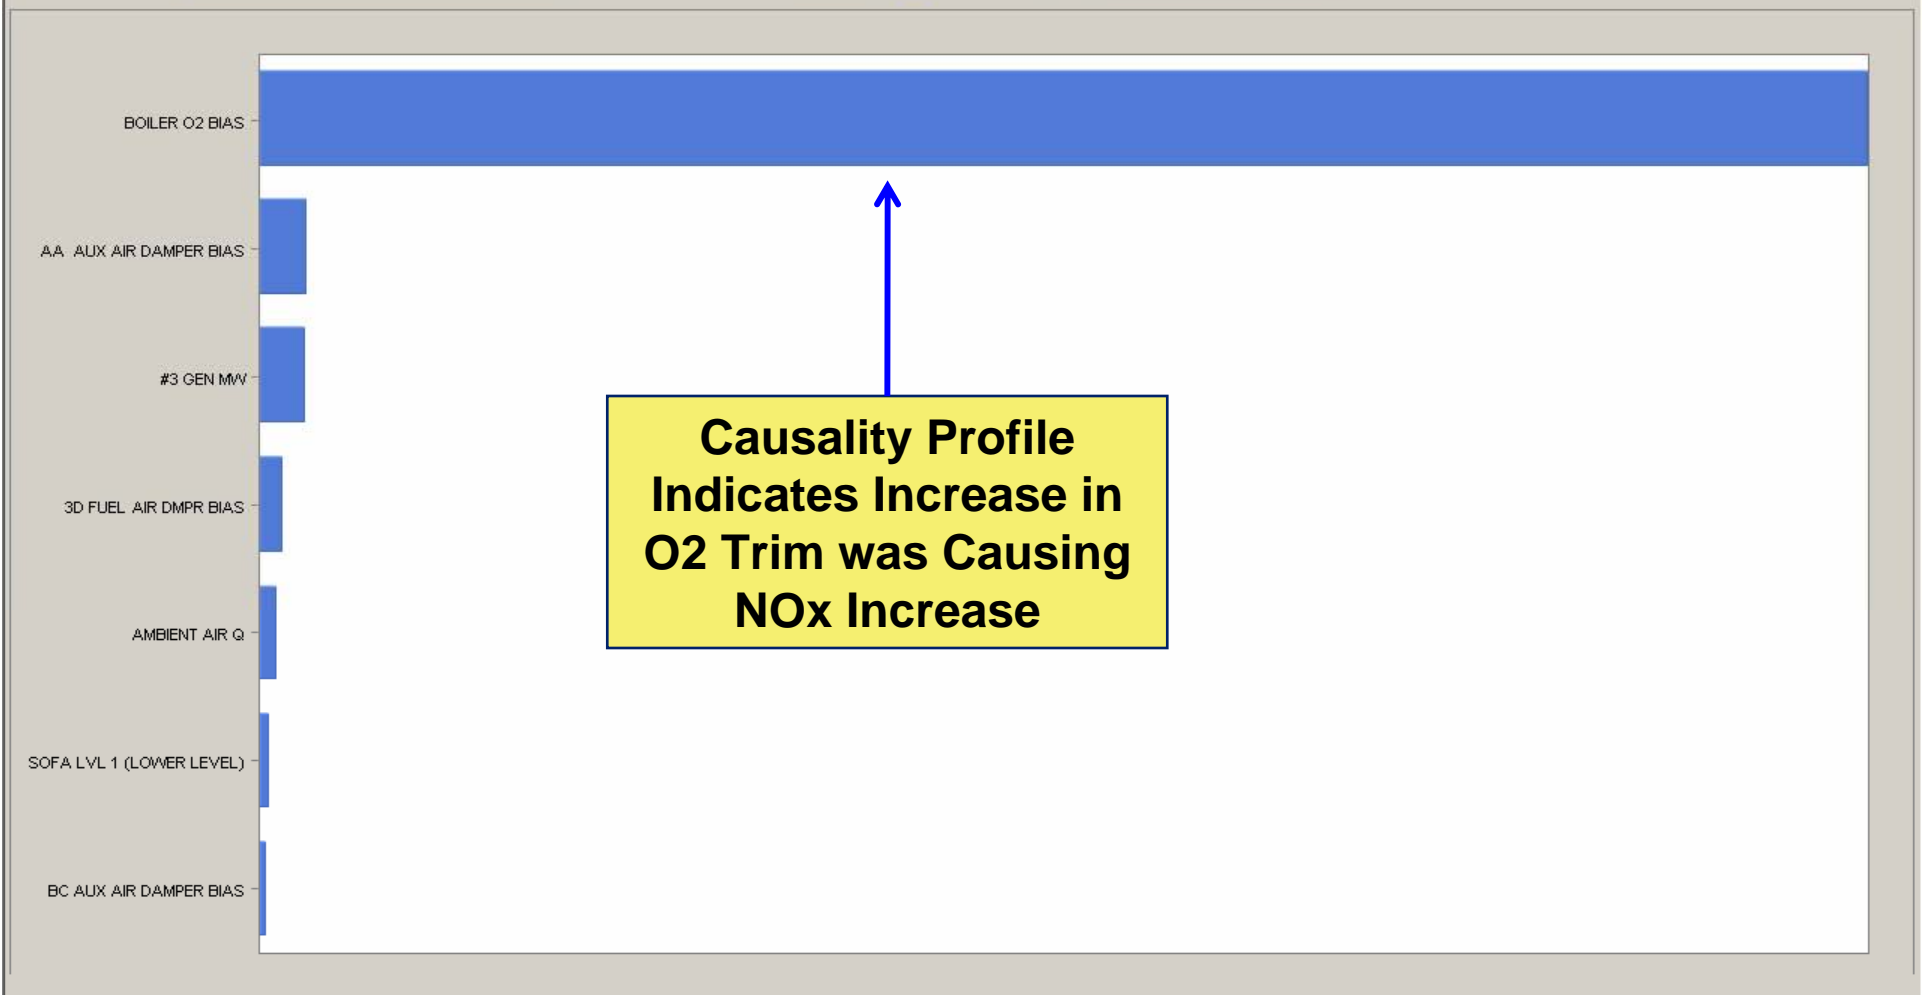 BOILER O2 BIAS
AA AUX AIR DAMPER BIAS
#3 GEN MW
3D FUEL AIR DMPR BIAS
AMBIENT AIR Q
SOFA LVL 1 (LOWER LEVEL)
BC AUX AIR DAMPER BIAS
Causality Profile
Indicates Increase in
O2 Trim was Causing
NOx Increase